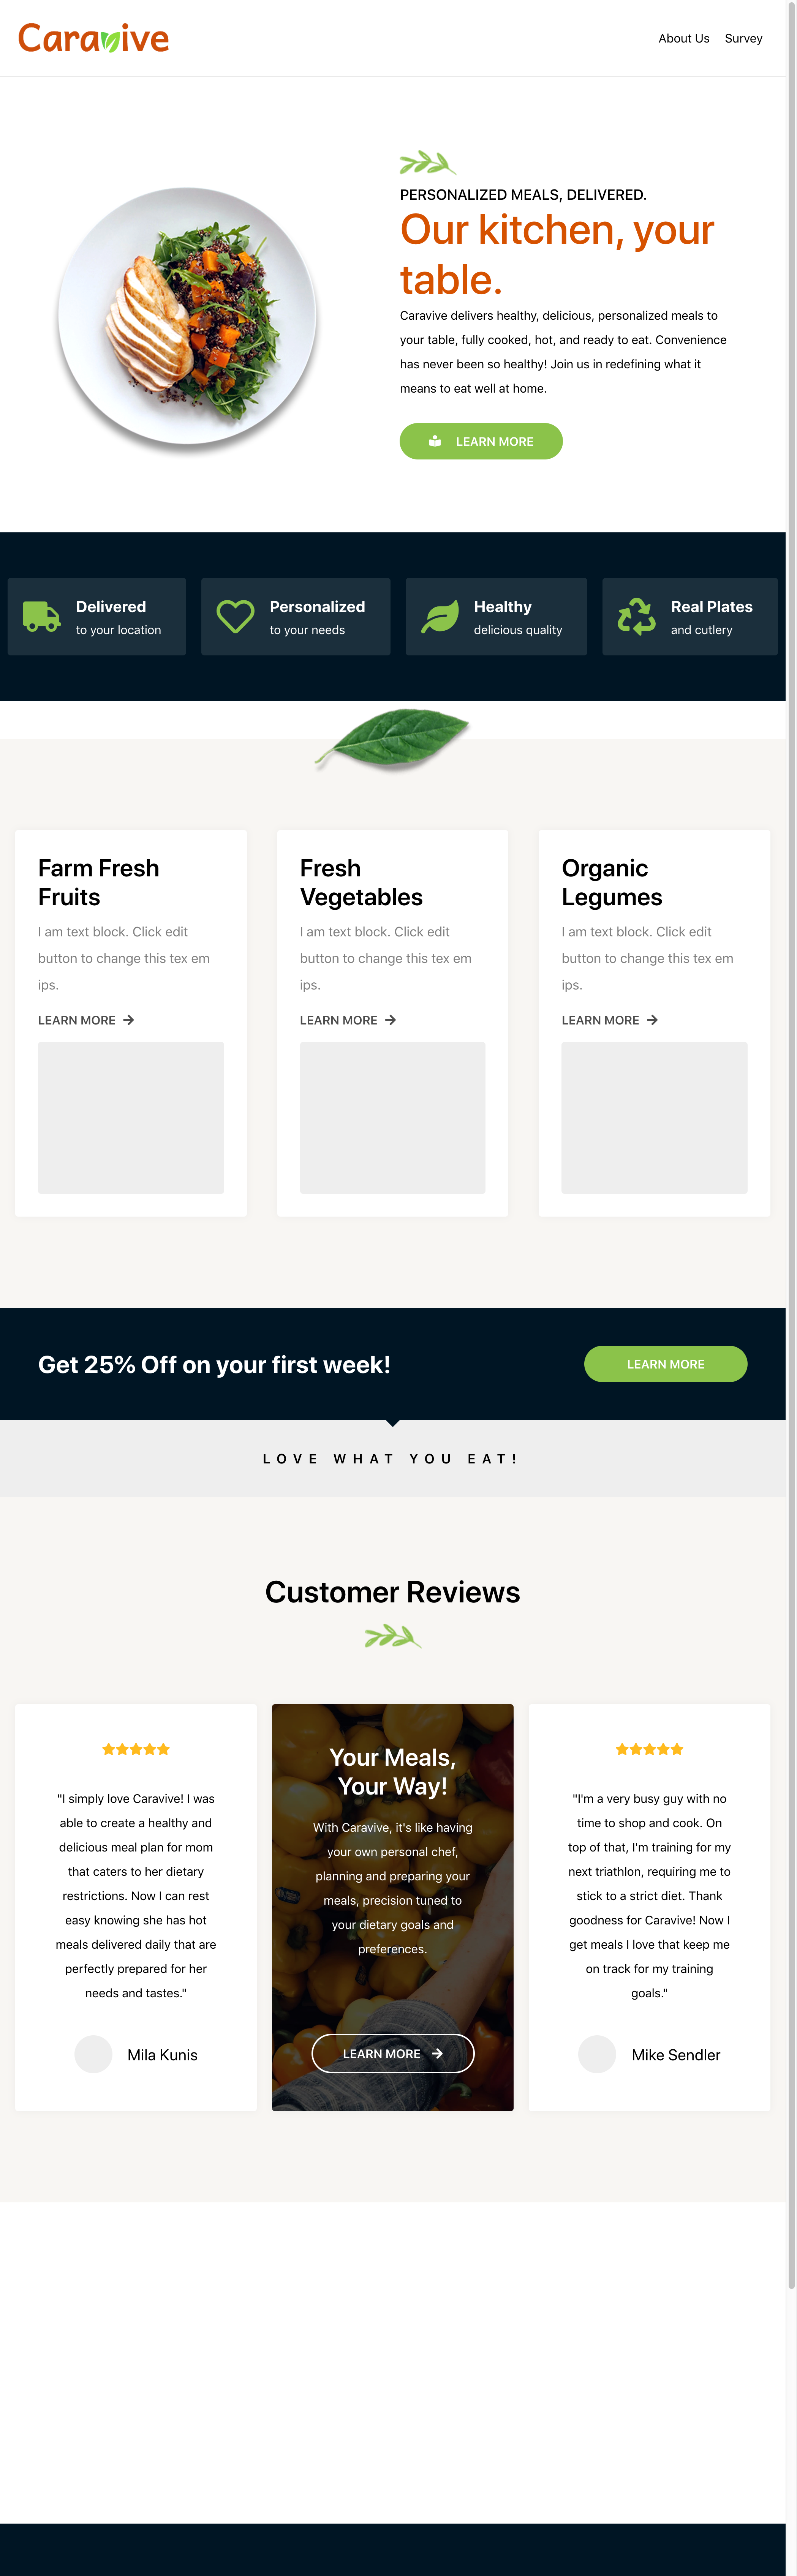 Caravive
About Us Survey
PERSONALIZED MEALS, DELIVERED.
Our kitchen, your
table.
Caravive delivers healthy, delicious, personalized meals to
your table, fully cooked, hot, and ready to eat. Convenience
has never been so healthy! Join us in redefining what it
means to eat well at home.
LEARN MORE
Delivered
to your location
Personalized
to your needs
Healthy
delicious quality
Real Plates
and cutlery
Farm Fresh
Fruits
I am text block. Click edit
button to change this tex em
ips.
LEARN MORE
Fresh
Vegetables
I am text block. Click edit
button to change this tex em
ips.
LEARN MORE
Organic
Legumes
I am text block. Click edit
button to change this tex em
ips.
LEARN MORE
Get 25% Off on your first week!
LEARN MORE
LOVE WHAT YOU EAT!
Customer Reviews
"I simply love Caravive! I was
able to create a healthy and
delicious meal plan for mom
that caters to her dietary
restrictions. Now I can rest
easy knowing she has hot
meals delivered daily that are
perfectly prepared for her
needs and tastes."
Mila Kunis
Your Meals,
Your Way!
With Caravive, it's like having
your own personal chef,
planning and preparing your
meals, precision tuned to
your dietary goals and
preferences.
LEARN MORE
"I'm a very busy guy with no
time to shop and cook. On
top of that, I'm training for my
next triathlon, requiring me to
stick to a strict diet. Thank
goodness for Caravive! Now I
get meals I love that keep me
on track for my training
goals."
Mike Sendler